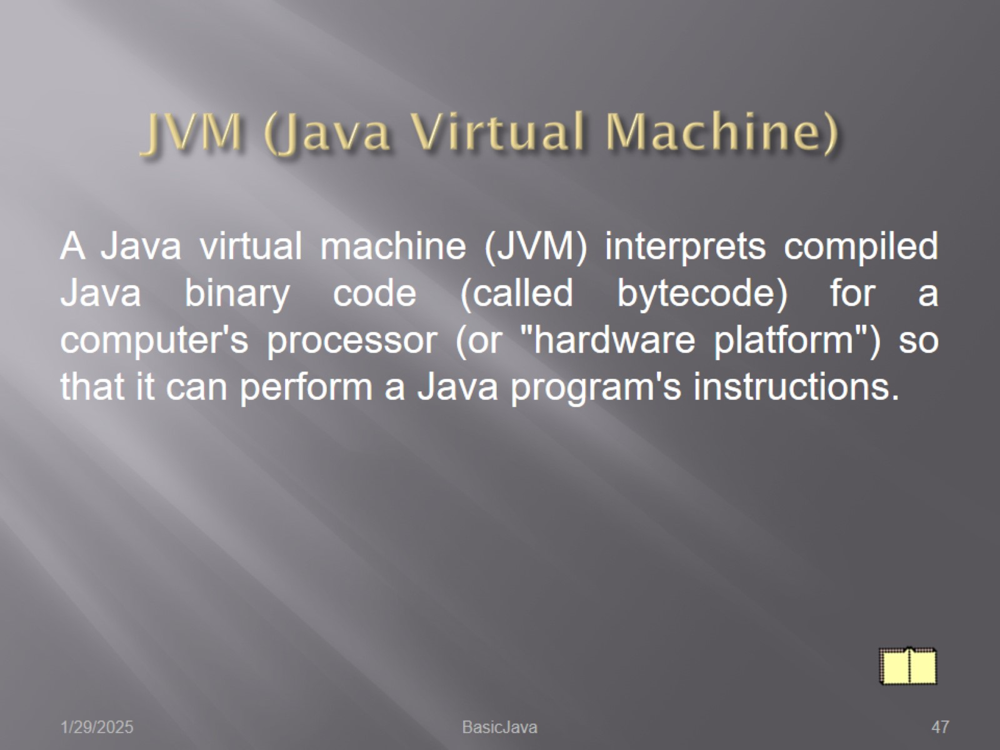 JVM (Java Virtual Machine)
A Java virtual machine (JVM) interprets compiled
Java binary code (called bytecode) for a
computer's processor (or "hardware platform") so
that it can perform a Java program's instructions.
1/29/2025 BasicJava 47